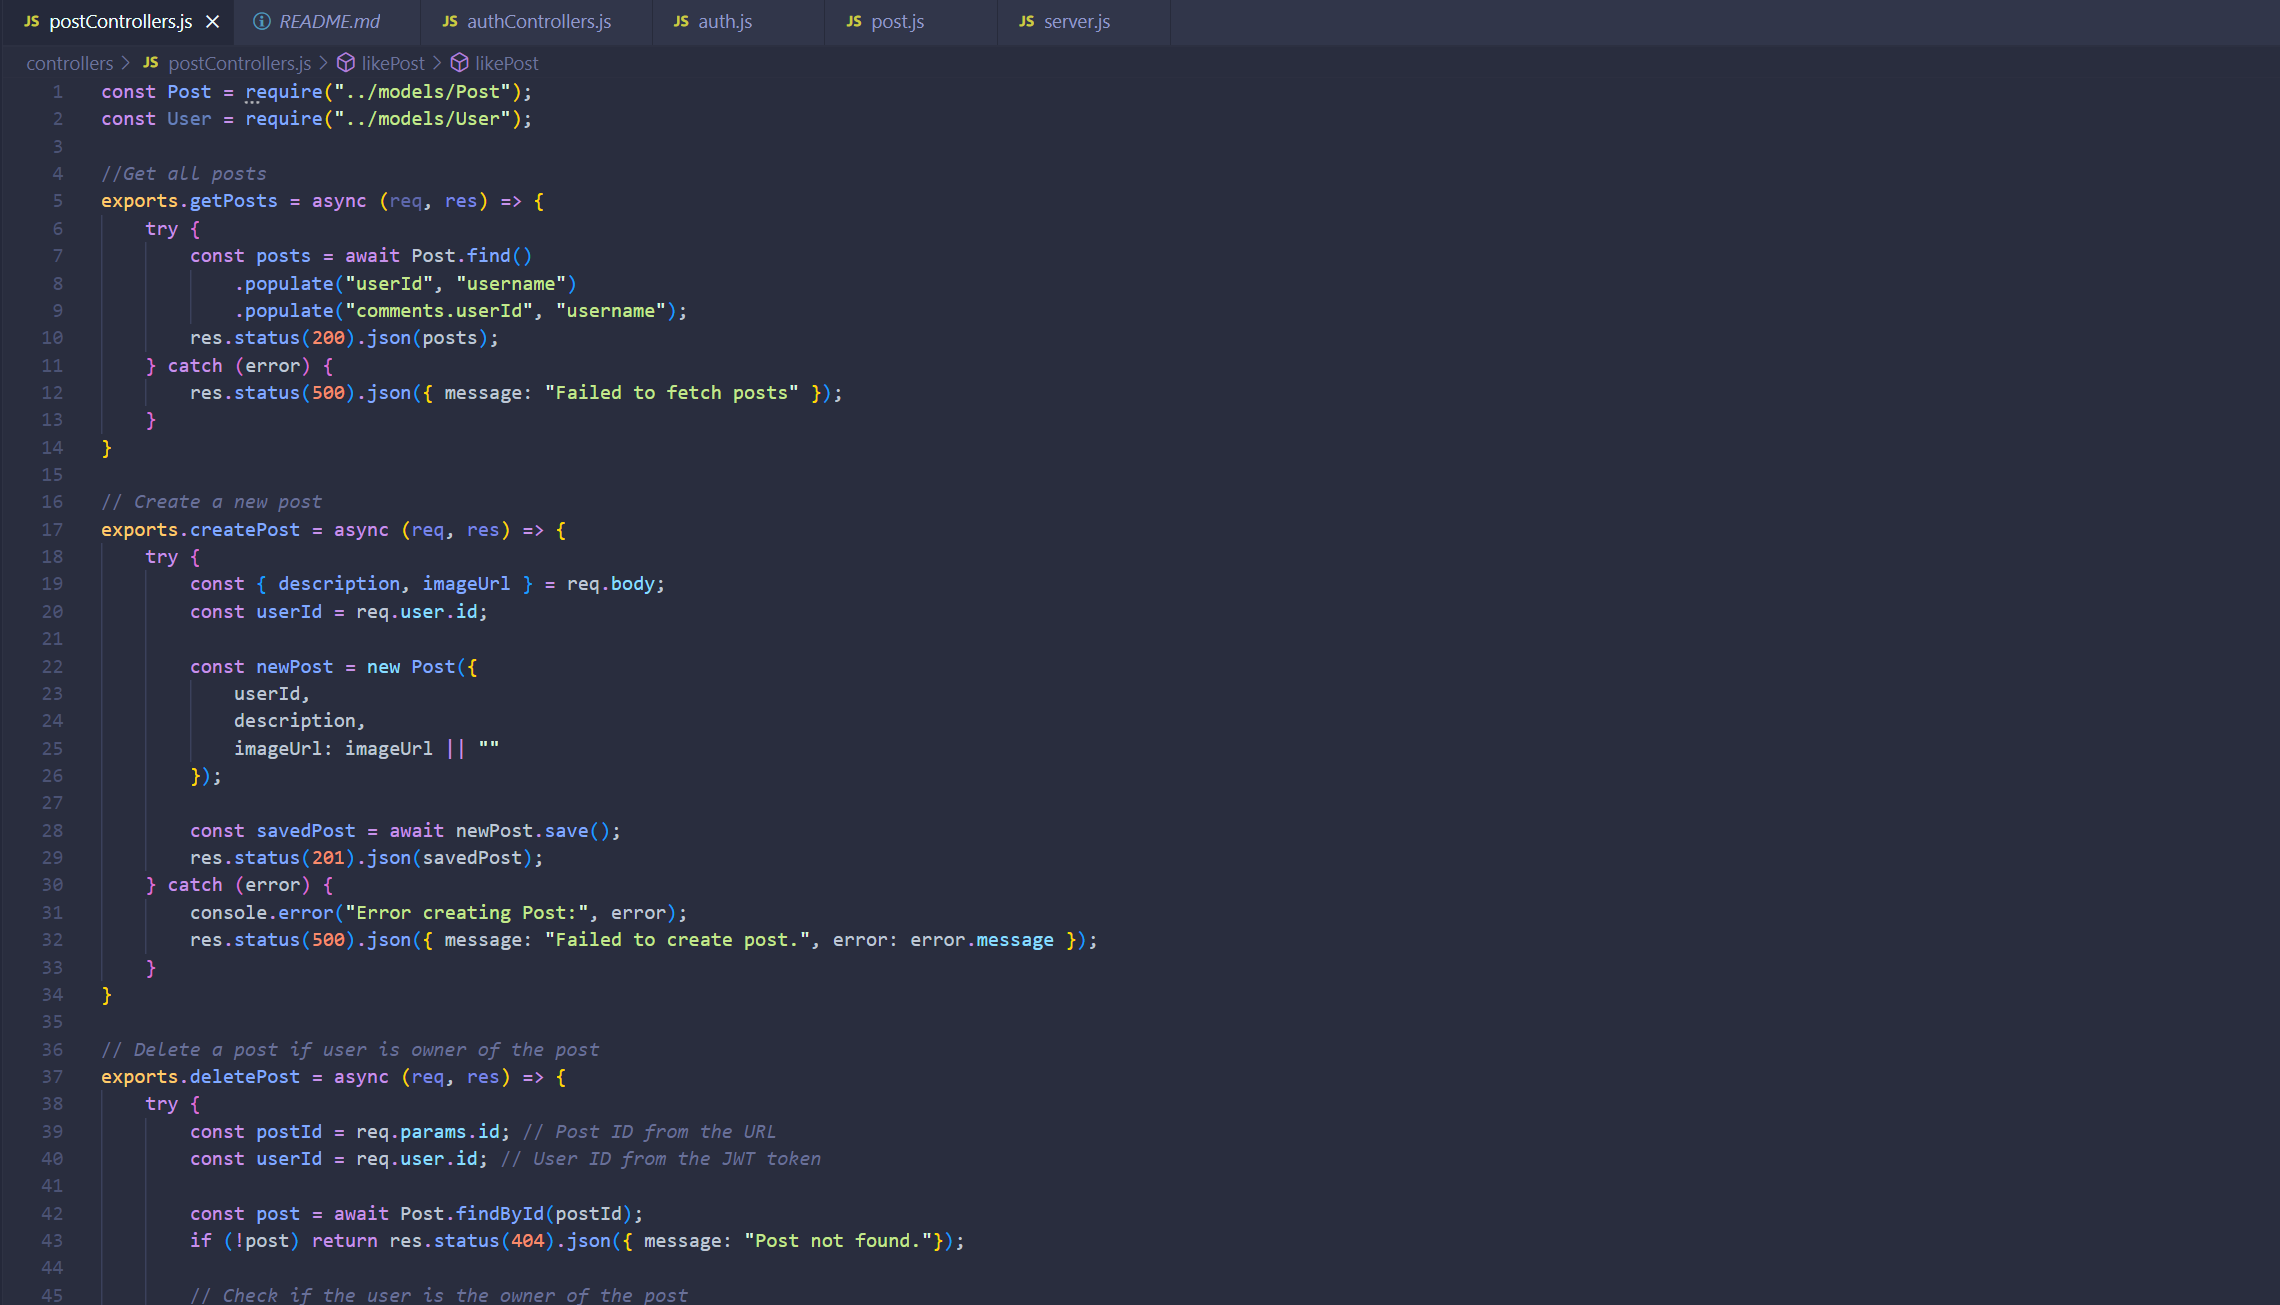 JS postControllers.js × ⓘ README.md JS authControllers.js JS auth.js JS post.js JS server.js
controllers > JS postControllers.js > likePost > likePost
1 const Post = require("../models/Post");
2 const User = require("../models/User");
3
4 //Get all posts
5 exports.getPosts = async (req, res) => {
6     try {
7         const posts = await Post.find()
8             .populate("userId", "username")
9             .populate("comments.userId", "username");
10         res.status(200).json(posts);
11     } catch (error) {
12         res.status(500).json({ message: "Failed to fetch posts" });
13     }
14 }
15
16 // Create a new post
17 exports.createPost = async (req, res) => {
18     try {
19         const { description, imageUrl } = req.body;
20         const userId = req.user.id;
21
22         const newPost = new Post({
23             userId,
24             description,
25             imageUrl: imageUrl || ""
26         });
27
28         const savedPost = await newPost.save();
29         res.status(201).json(savedPost);
30     } catch (error) {
31         console.error("Error creating Post:", error);
32         res.status(500).json({ message: "Failed to create post.", error: error.message });
33     }
34 }
35
36 // Delete a post if user is owner of the post
37 exports.deletePost = async (req, res) => {
38     try {
39         const postId = req.params.id; // Post ID from the URL
40         const userId = req.user.id; // User ID from the JWT token
41
42         const post = await Post.findById(postId);
43         if (!post) return res.status(404).json({ message: "Post not found."});
44
45         // Check if the user is the owner of the post